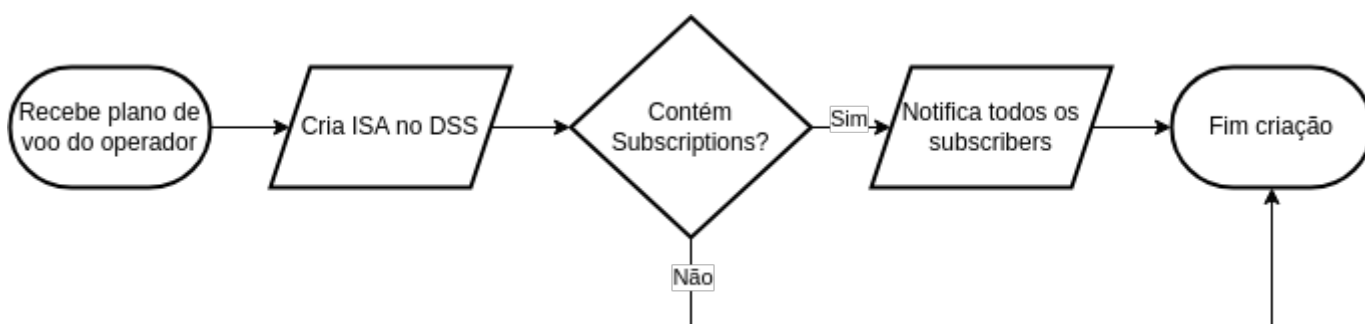 Recebe plano de
voo do operador
Cria ISA no DSS
Contém
Subscriptions?
Sim
Notifica todos os
subscribers
Fim criação
Não